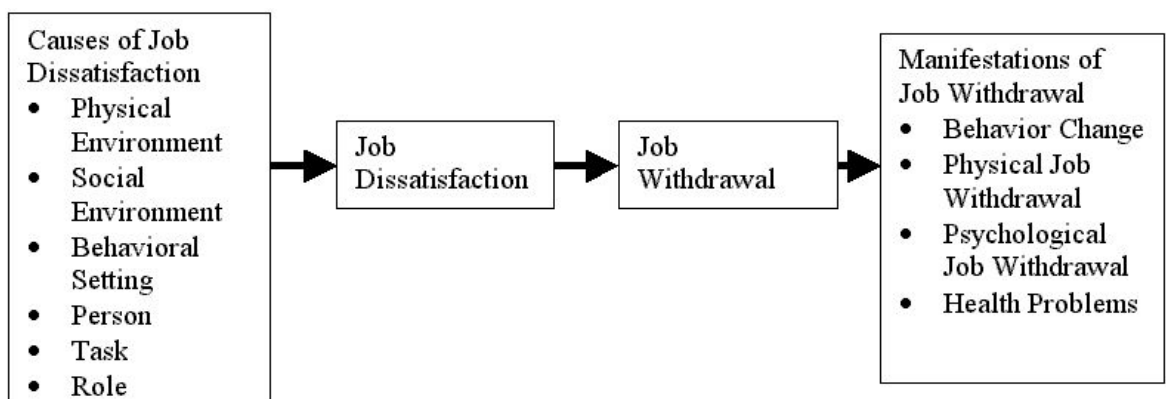 Causes of Job
Dissatisfaction
• Physical
Environment
• Social
Environment
• Behavioral
Setting
• Person
• Task
• Role
Job
Dissatisfaction
Job
Withdrawal
Manifestations of
Job Withdrawal
• Behavior Change
• Physical Job
Withdrawal
• Psychological
Job Withdrawal
• Health Problems